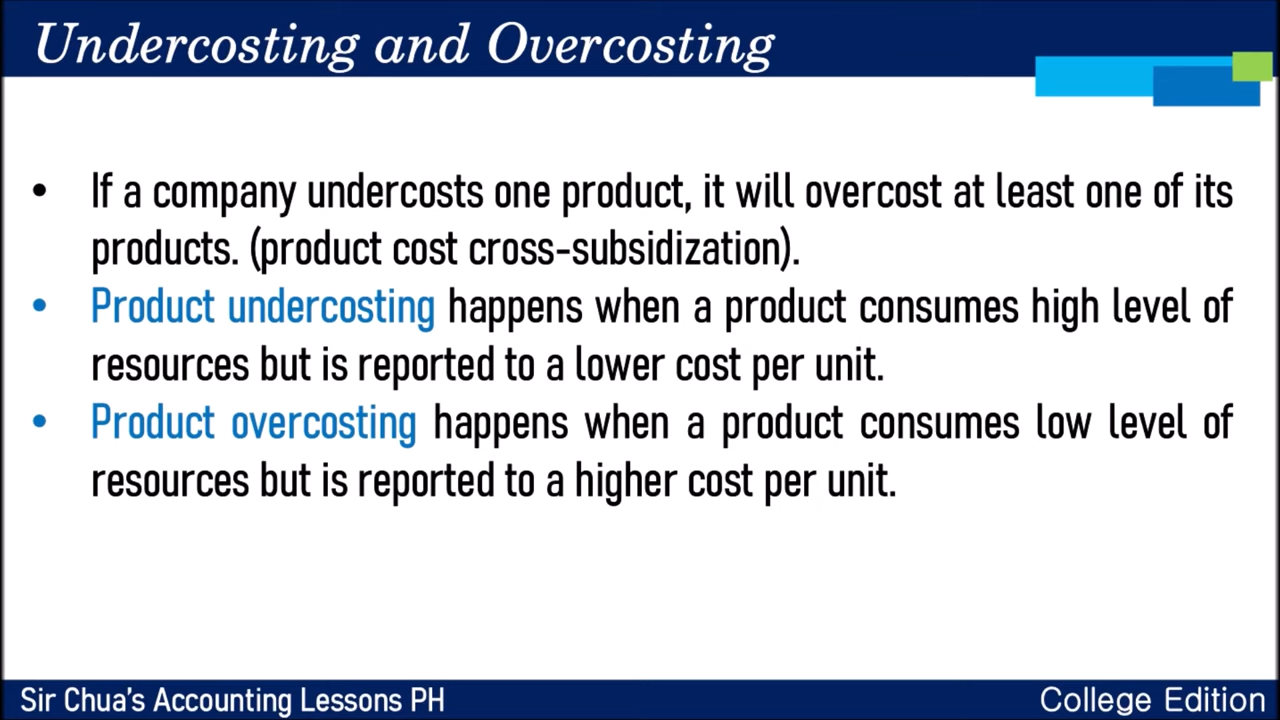 Undercosting and Overcosting
• If a company undercosts one product, it will overcost at least one of its
products. (product cost cross-subsidization).
• Product undercosting happens when a product consumes high level of
resources but is reported to a lower cost per unit.
• Product overcosting happens when a product consumes low level of
resources but is reported to a higher cost per unit.
Sir Chua's Accounting Lessons PH
College Edition